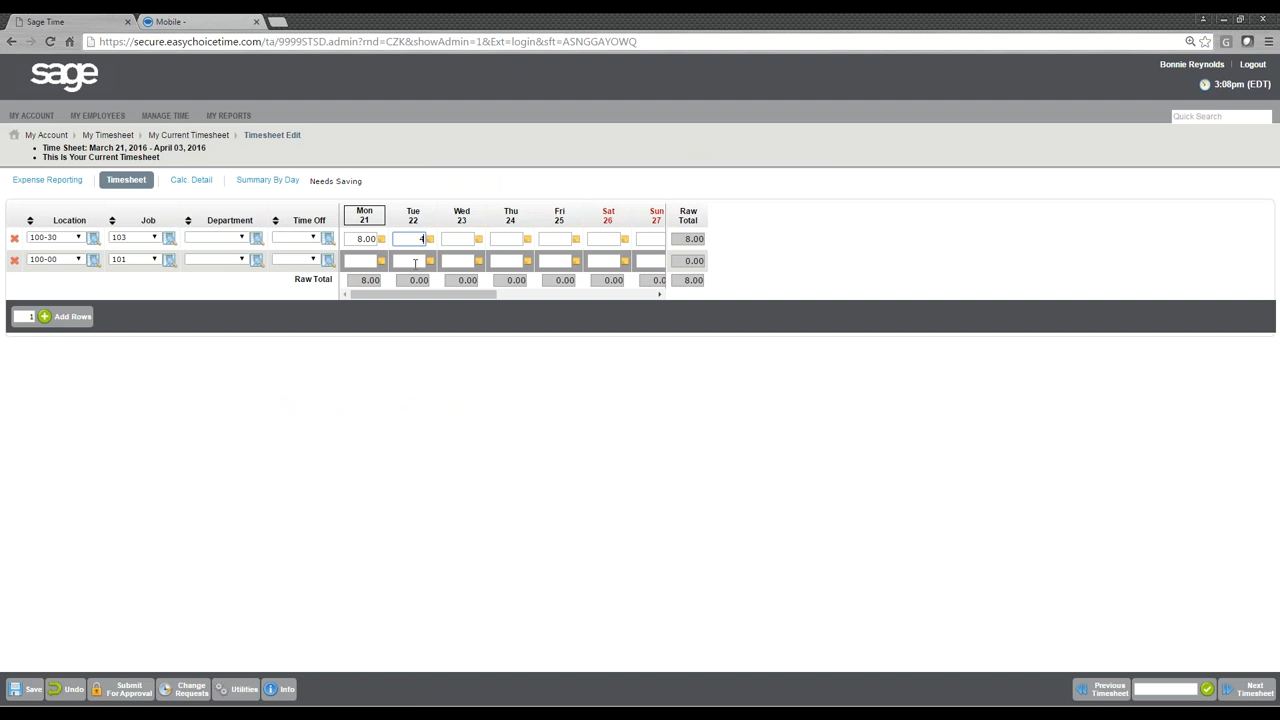 Sage Time
Mobile -
https://secure.easychoicetime.com/ta/9999STSD.admin?rnd=CZK&showAdmin=1&Ext=login&sft=ASNGGAYOWQ
sage
Bonnie Reynolds Logout
3:08pm (EDT)
MY ACCOUNT MY EMPLOYEES MANAGE TIME MY REPORTS
Quick Search
My Account My Timesheet My Current Timesheet Timesheet Edit
• Time Sheet: March 21, 2016 - April 03, 2016
• This Is Your Current Timesheet
Expense Reporting Timesheet Calc. Detail Summary By Day Needs Saving
Location Job Department Time Off Mon 21 Tue 22 Wed 23 Thu 24 Fri 25 Sat 26 Sun 27 Raw Total
100-30 103 8.00 4 8.00
100-00 101 0.00
Raw Total 8.00 0.00 0.00 0.00 0.00 0.00 0.0 8.00
1 Add Rows
Save Undo Submit For Approval Change Requests Utilities Info Previous Timesheet Next Timesheet